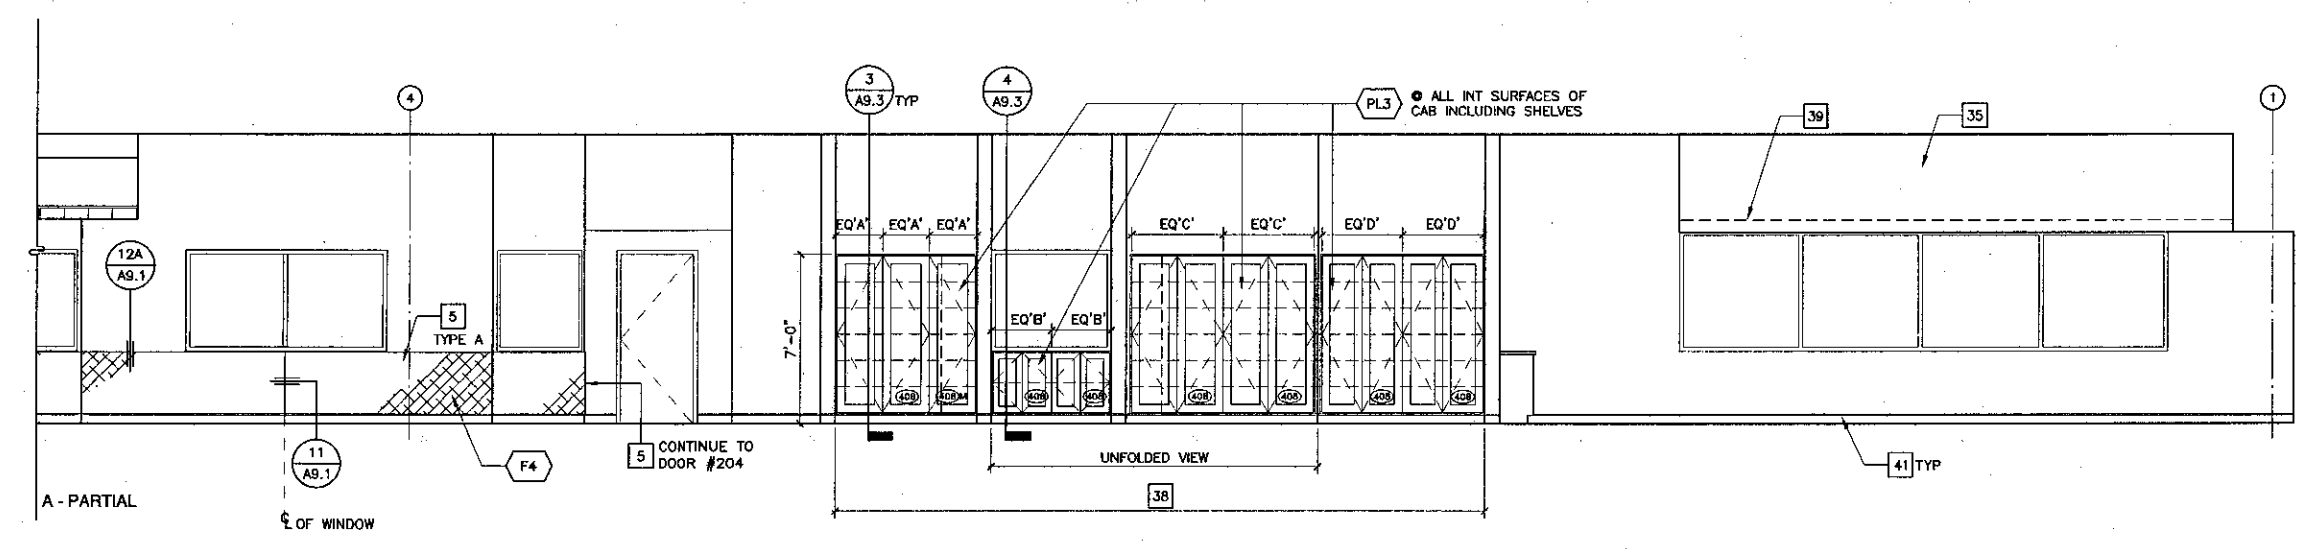 3
A9.3 TYP
4
A9.3
PL3
@ ALL INT SURFACES OF
CAB INCLUDING SHELVES
4
39
35
1
12A
A9.1
EQ'A' EQ'A' EQ'A'
EQ'C' EQ'C'
EQ'D' EQ'D'
5
TYPE A
EQ'B' EQ'B'
7'-0"
408
408M
408
408
408
408
408
408
11
A9.1
F4
5 CONTINUE TO
DOOR #204
UNFOLDED VIEW
41 TYP
38
A - PARTIAL
℄ OF WINDOW